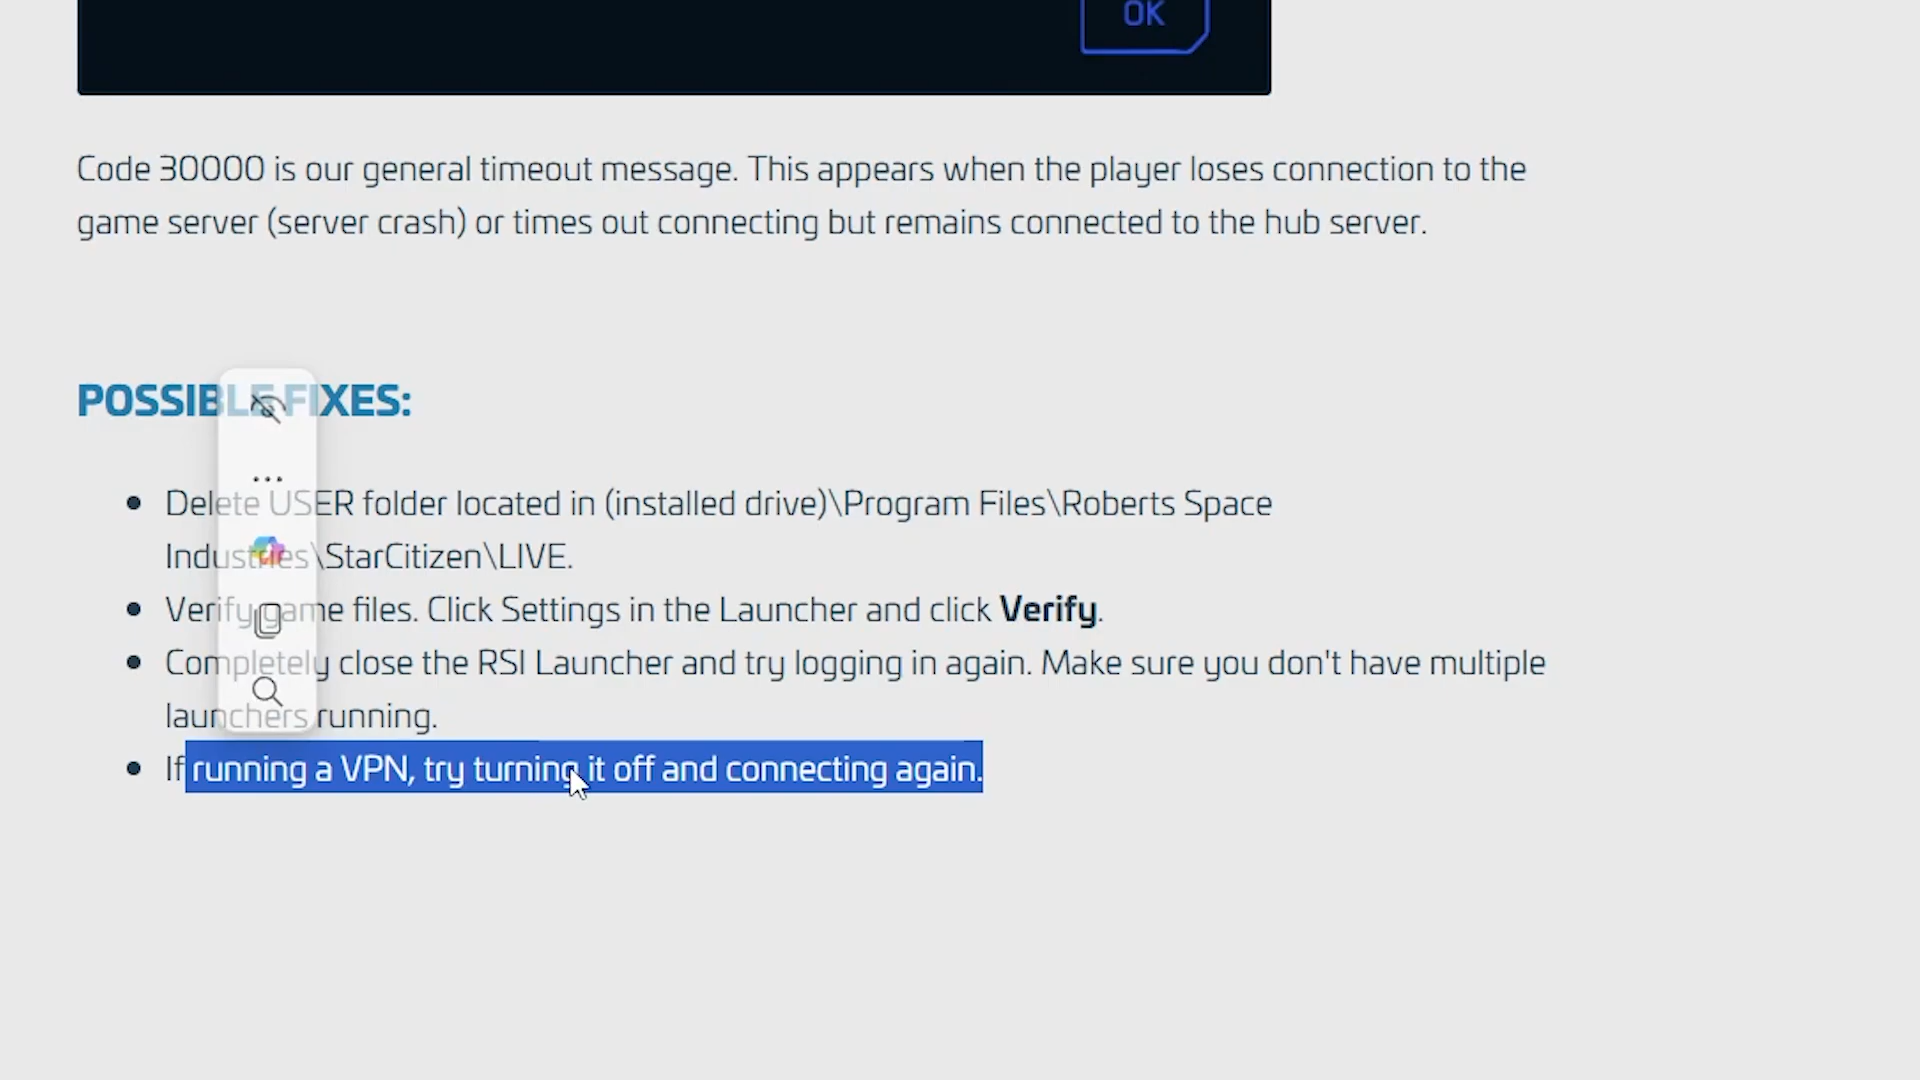 OK
Code 30000 is our general timeout message. This appears when the player loses connection to the
game server (server crash) or times out connecting but remains connected to the hub server.
POSSIBLE FIXES:
• Delete USER folder located in (installed drive)\Program Files\Roberts Space
Industries\StarCitizen\LIVE.
• Verify game files. Click Settings in the Launcher and click Verify.
• Completely close the RSI Launcher and try logging in again. Make sure you don't have multiple
launchers running.
• If running a VPN, try turning it off and connecting again.